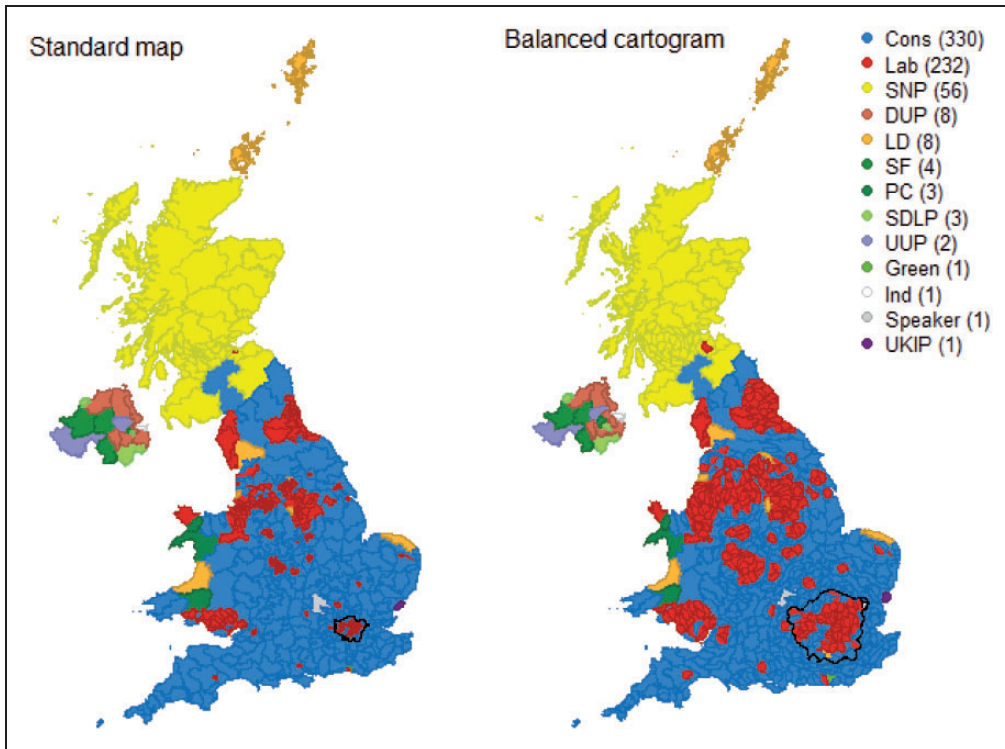 Standard map
Balanced cartogram
Cons (330)
Lab (232)
SNP (56)
DUP (8)
LD (8)
SF (4)
PC (3)
SDLP (3)
UUP (2)
Green (1)
Ind (1)
Speaker (1)
UKIP (1)